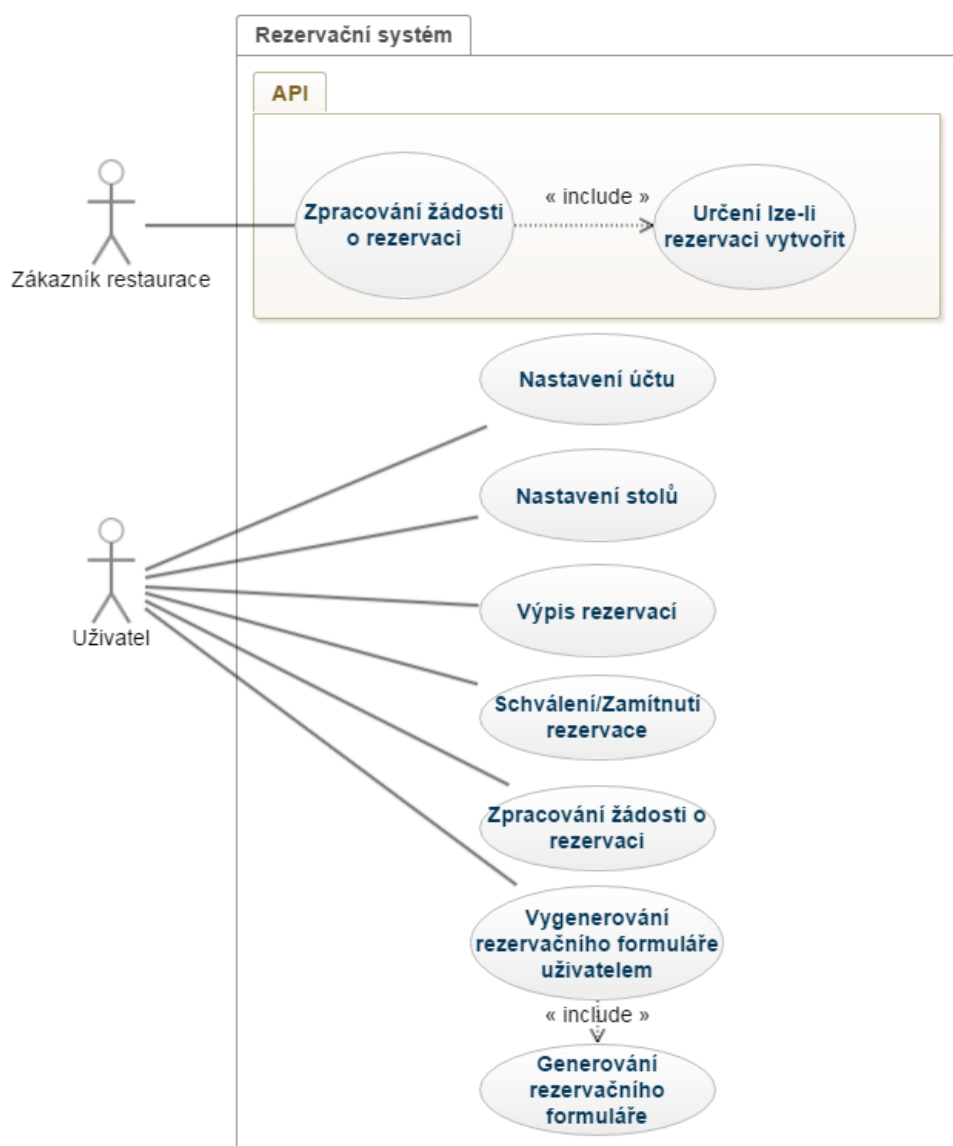 Rezervační systém
API
Zpracování žádosti
o rezervaci
« include »
Určení lze-li
rezervaci vytvořit
Zákazník restaurace
Nastavení účtu
Nastavení stolů
Výpis rezervací
Uživatel
Schválení/Zamítnutí
rezervace
Zpracování žádosti o
rezervaci
Vygenerování
rezervačního formuláře
uživatelem
« include »
Generování
rezervačního
formuláře